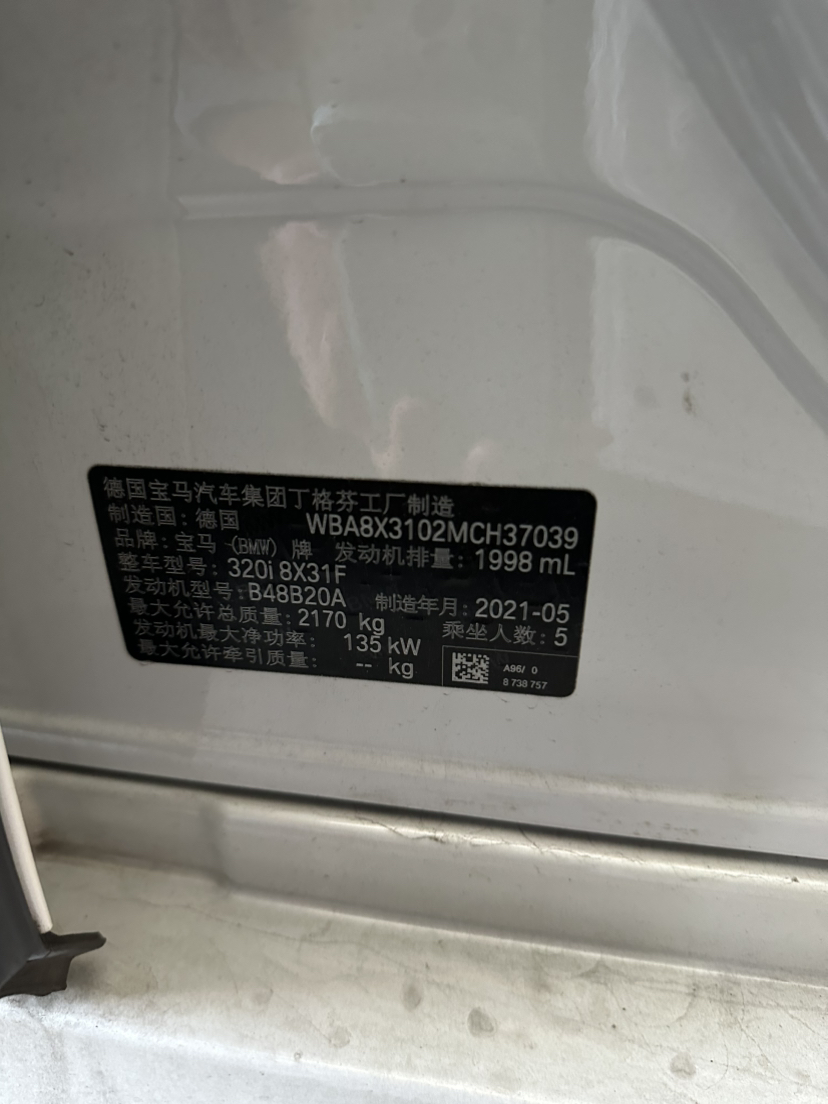 德国宝马汽车集团丁格芬工厂制造
制造国: 德国 WBA8X3102MCH37039
品牌: 宝马 (BMW) 牌 发动机排量: 1998 mL
整车型号: 320i 8X31F
发动机型号: B48B20A 制造年月: 2021-05
最大允许总质量: 2170 kg 乘坐人数: 5
发动机最大净功率: 135 kW
最大允许牵引质量: -- kg
A96/ 0
8 738 757